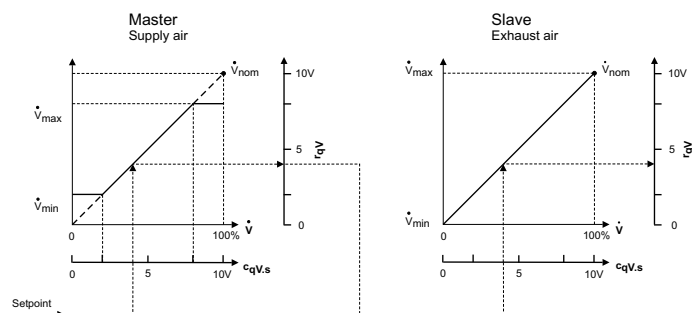 Master
Supply air
Slave
Exhaust air
V̇nom
10V
V̇max
5
rqV
V̇min
0
0
100%
V̇
0
5
10V
cqV.s
V̇max
V̇nom
10V
5
rqV
V̇min
0
0
100%
V̇
0
5
10V
cqV.s
Setpoint